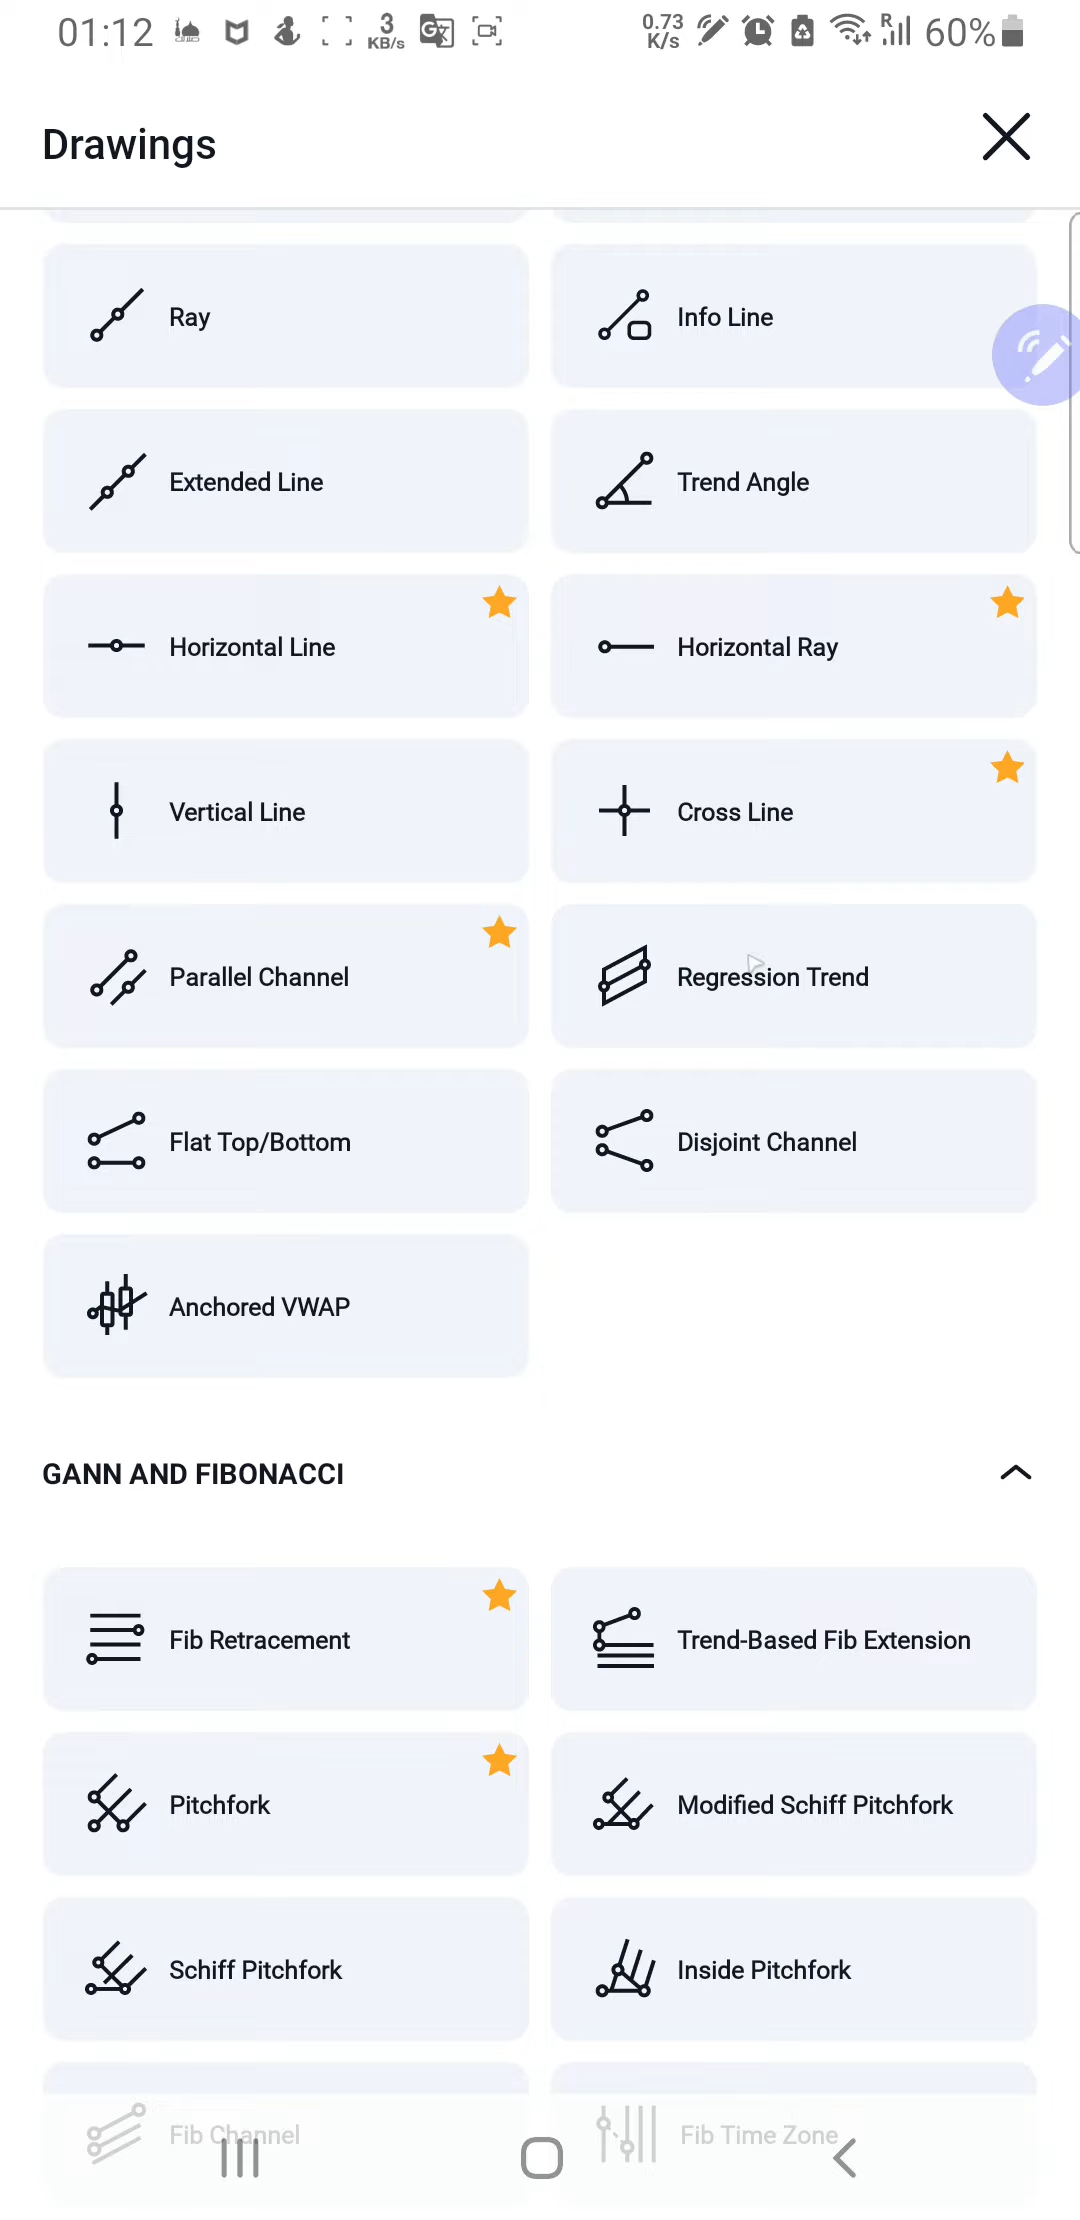 01:12
3
KB/s
0.73
K/s
R
60%
Drawings
Ray
Info Line
Extended Line
Trend Angle
Horizontal Line
Horizontal Ray
Vertical Line
Cross Line
Parallel Channel
Regression Trend
Flat Top/Bottom
Disjoint Channel
Anchored VWAP
GANN AND FIBONACCI
Fib Retracement
Trend-Based Fib Extension
Pitchfork
Modified Schiff Pitchfork
Schiff Pitchfork
Inside Pitchfork
Fib Channel
Fib Time Zone